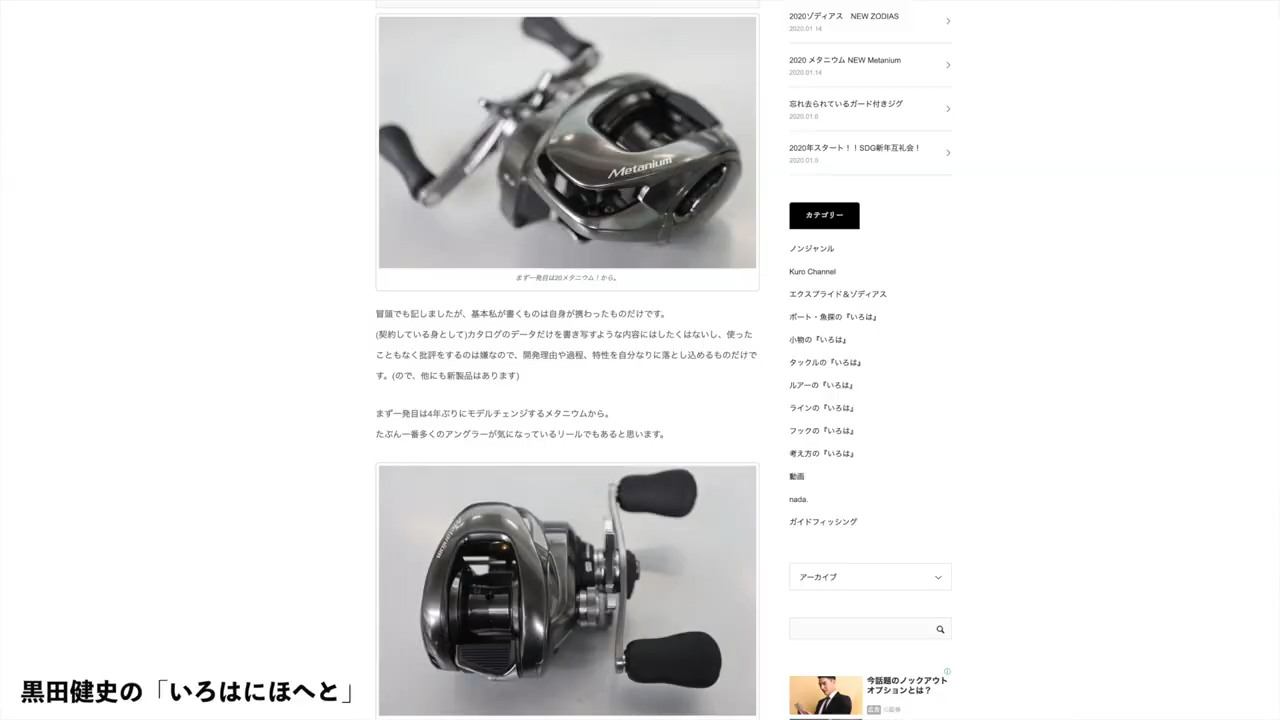 Metanium
まず一発目は20メタニウム！から。
冒頭でも記しましたが、基本私が書くものは自身が携わったものだけです。
(契約している身として)カタログのデータだけを書き写すような内容にはしたくはないし、使った
こともなく批評をするのは嫌なので、開発理由や過程、特性を自分なりに落とし込めるものだけで
す。(ので、他にも新製品はあります)
まず一発目は4年ぶりにモデルチェンジするメタニウムから。
たぶん一番多くのアングラーが気になっているリールでもあると思います。
Metanium
2020ゾディアス　NEW ZODIAS
2020.01.14
2020 メタニウム NEW Metanium
2020.01.14
忘れ去られているガード付きジグ
2020年スタート！！SDG新年互礼会！
カテゴリー
ノンジャンル
Kuro Channel
エクスプライド＆ゾディアス
ボート・魚探の『いろは』
小物の『いろは』
タックルの『いろは』
ルアーの『いろは』
ラインの『いろは』
フックの『いろは』
考え方の『いろは』
動画
nada.
ガイドフィッシング
アーカイブ
今話題のノックアウト
オプションとは？
広告
黒田健史の「いろはにほへと」